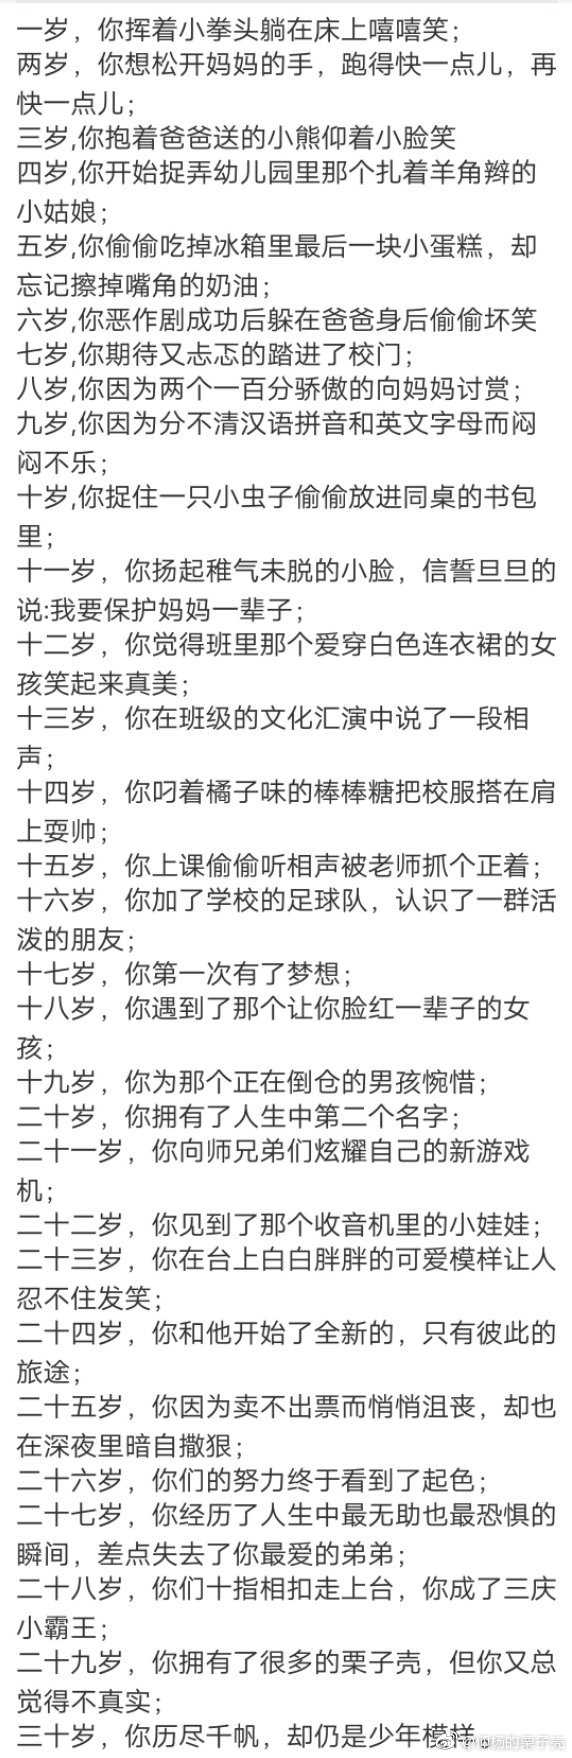 一岁，你挥着小拳头躺在床上嘻嘻笑；
两岁，你想松开妈妈的手，跑得快一点儿，再
快一点儿；
三岁,你抱着爸爸送的小熊仰着小脸笑
四岁,你开始捉弄幼儿园里那个扎着羊角辫的
小姑娘；
五岁,你偷偷吃掉冰箱里最后一块小蛋糕，却
忘记擦掉嘴角的奶油；
六岁,你恶作剧成功后躲在爸爸身后偷偷坏笑
七岁,你期待又忐忑的踏进了校门；
八岁,你因为两个一百分骄傲的向妈妈讨赏；
九岁,你因为分不清汉语拼音和英文字母而闷
闷不乐；
十岁,你捉住一只小虫子偷偷放进同桌的书包
里；
十一岁，你扬起稚气未脱的小脸，信誓旦旦的
说:我要保护妈妈一辈子；
十二岁，你觉得班里那个爱穿白色连衣裙的女
孩笑起来真美；
十三岁，你在班级的文化汇演中说了一段相
声；
十四岁，你叼着橘子味的棒棒糖把校服搭在肩
上耍帅；
十五岁，你上课偷偷听相声被老师抓个正着；
十六岁，你加了学校的足球队，认识了一群活
泼的朋友；
十七岁，你第一次有了梦想；
十八岁，你遇到了那个让你脸红一辈子的女
孩；
十九岁，你为那个正在倒仓的男孩惋惜；
二十岁，你拥有了人生中第二个名字；
二十一岁，你向师兄弟们炫耀自己的新游戏
机；
二十二岁，你见到了那个收音机里的小娃娃；
二十三岁，你在台上白白胖胖的可爱模样让人
忍不住发笑；
二十四岁，你和他开始了全新的，只有彼此的
旅途；
二十五岁，你因为卖不出票而悄悄沮丧，却也
在深夜里暗自撒狠；
二十六岁，你们的努力终于看到了起色；
二十七岁，你经历了人生中最无助也最恐惧的
瞬间，差点失去了你最爱的弟弟；
二十八岁，你们十指相扣走上台，你成了三庆
小霸王；
二十九岁，你拥有了很多的栗子壳，但你又总
觉得不真实；
三十岁，你历尽千帆，却仍是少年模样。